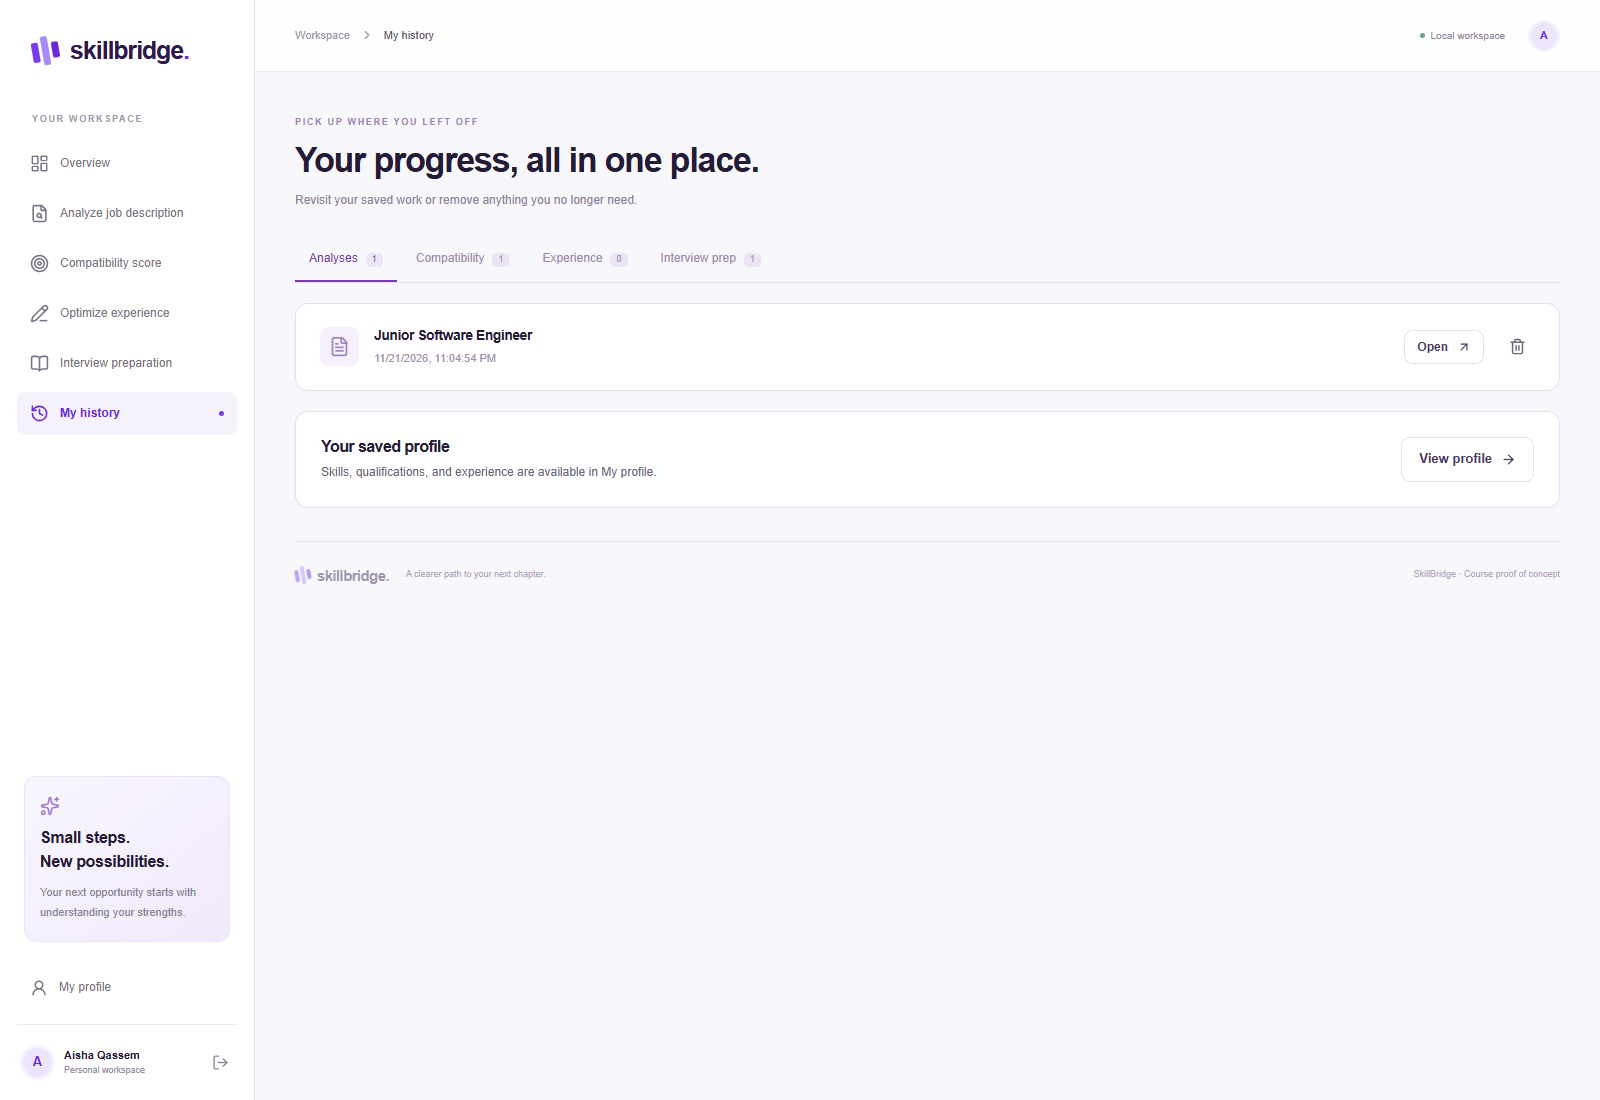 skillbridge.
YOUR WORKSPACE
Overview
Analyze job description
Compatibility score
Optimize experience
Interview preparation
My history
Small steps.
New possibilities.
Your next opportunity starts with
understanding your strengths.
My profile
A
Aisha Qassem
Personal workspace
Workspace
My history
Local workspace
A
PICK UP WHERE YOU LEFT OFF
Your progress, all in one place.
Revisit your saved work or remove anything you no longer need.
Analyses 1 Compatibility 1 Experience 0 Interview prep 1
Junior Software Engineer
11/21/2026, 11:04:54 PM
Open
Your saved profile
Skills, qualifications, and experience are available in My profile.
View profile
skillbridge.
A clearer path to your next chapter.
SkillBridge · Course proof of concept